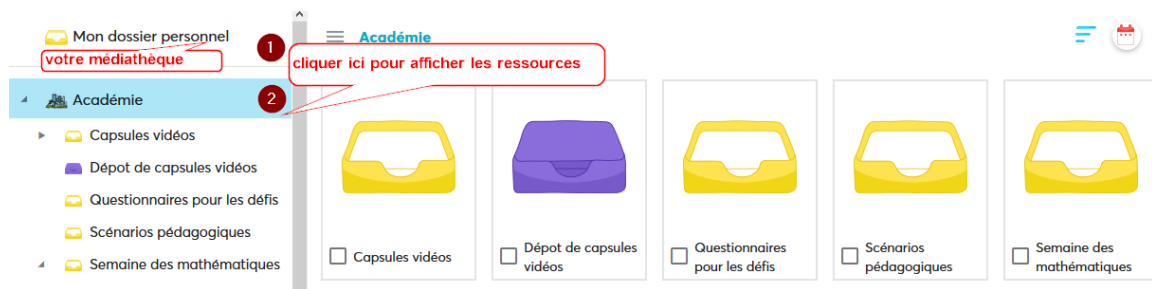 Mon dossier personnel
1
votre médiathèque
Académie
cliquer ici pour afficher les ressources
Académie
2
Capsules vidéos
Dépot de capsules vidéos
Questionnaires pour les défis
Scénarios pédagogiques
Semaine des mathématiques
Capsules vidéos
Dépot de capsules
vidéos
Questionnaires
pour les défis
Scénarios
pédagogiques
Semaine des
mathématiques